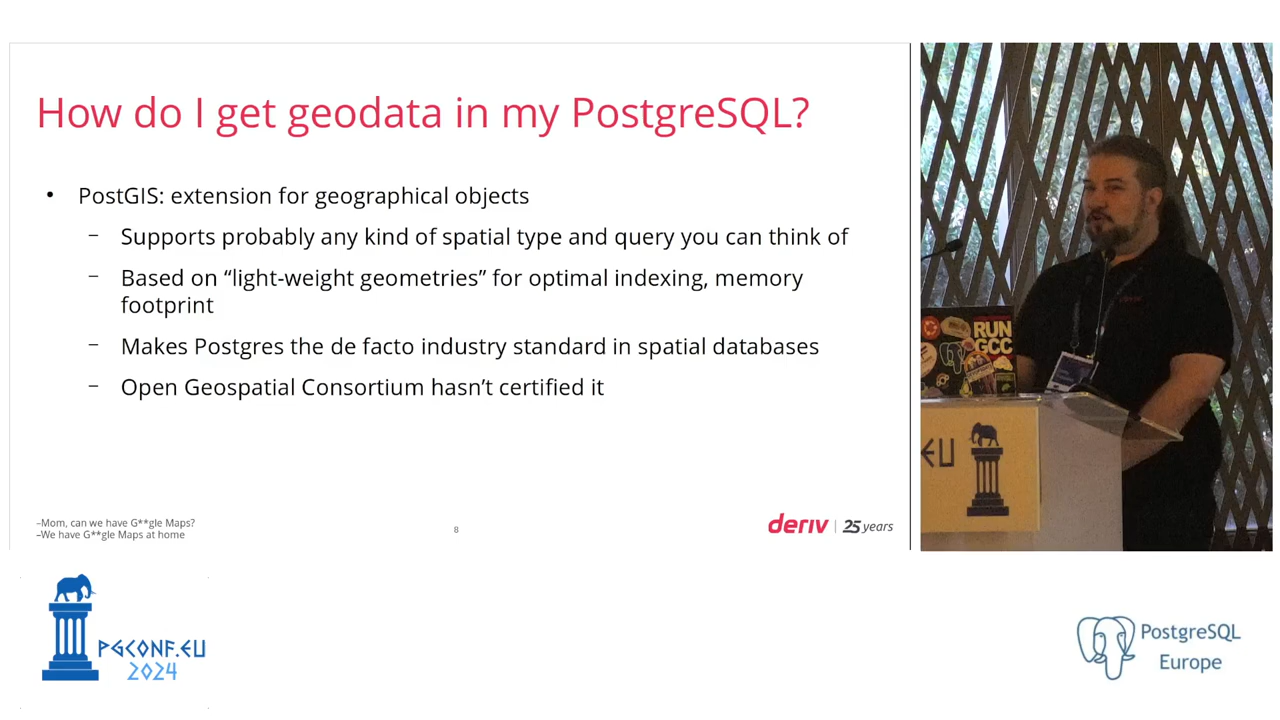 How do I get geodata in my PostgreSQL?
• PostGIS: extension for geographical objects
– Supports probably any kind of spatial type and query you can think of
– Based on “light-weight geometries” for optimal indexing, memory
footprint
– Makes Postgres the de facto industry standard in spatial databases
– Open Geospatial Consortium hasn’t certified it
–Mom, can we have G**gle Maps?
–We have G**gle Maps at home
8
deriv | 25 years
RUN
GCC
.EU
PGCONF.EU
2024
PostgreSQL
Europe